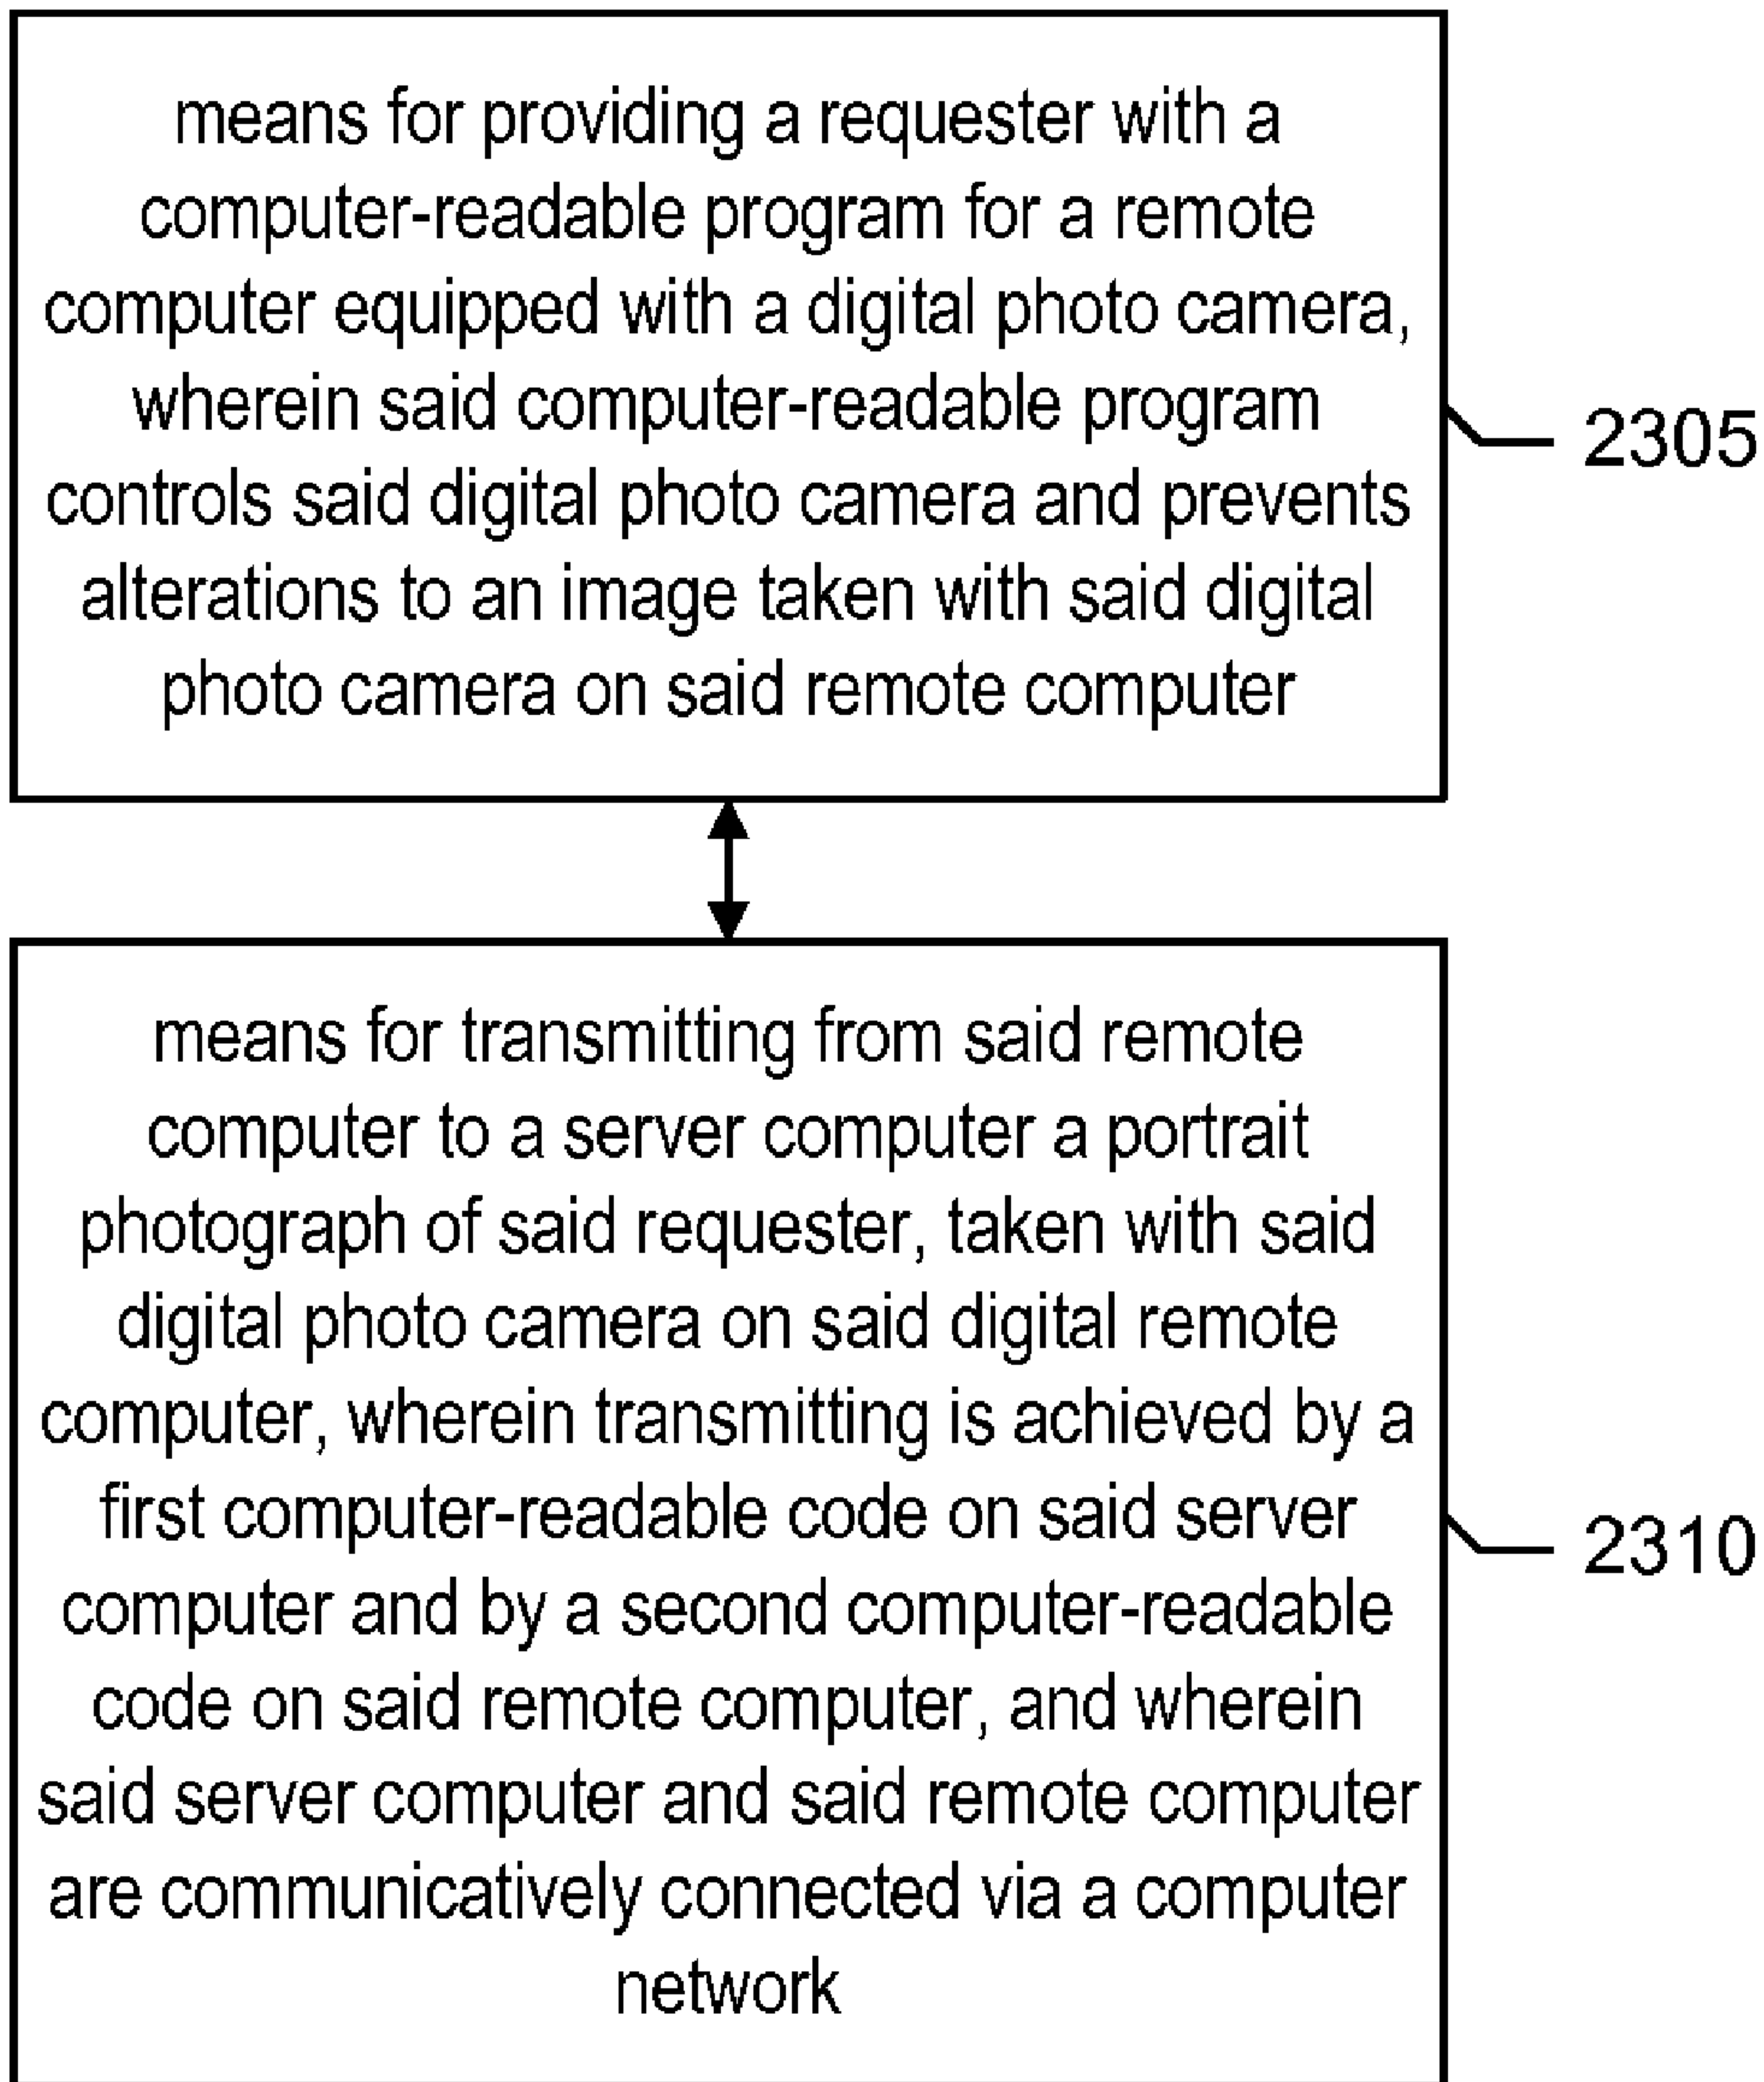 means for providing a requester with a
computer-readable program for a remote
computer equipped with a digital photo camera,
wherein said computer-readable program
controls said digital photo camera and prevents
alterations to an image taken with said digital
photo camera on said remote computer
2305
means for transmitting from said remote
computer to a server computer a portrait
photograph of said requester, taken with said
digital photo camera on said digital remote
computer, wherein transmitting is achieved by a
first computer-readable code on said server
computer and by a second computer-readable
code on said remote computer, and wherein
said server computer and said remote computer
are communicatively connected via a computer
network
2310